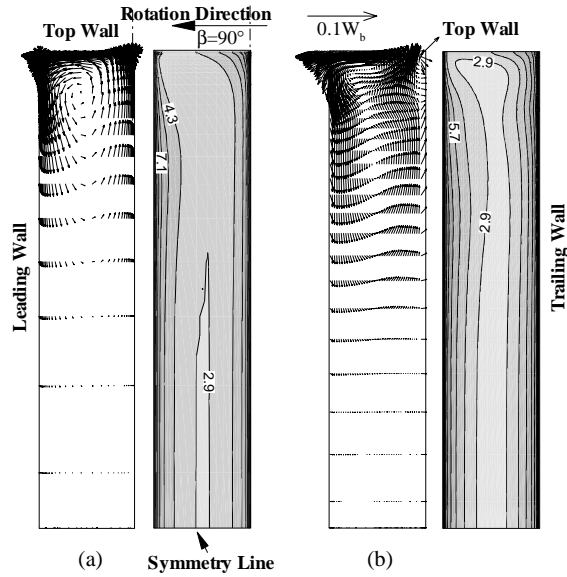 Rotation Direction
Top Wall
β=90°
0.1W_b
Top Wall
4.3
7.1
2.9
2.9
5.7
2.9
Leading Wall
Trailing Wall
(a)
(b)
Symmetry Line